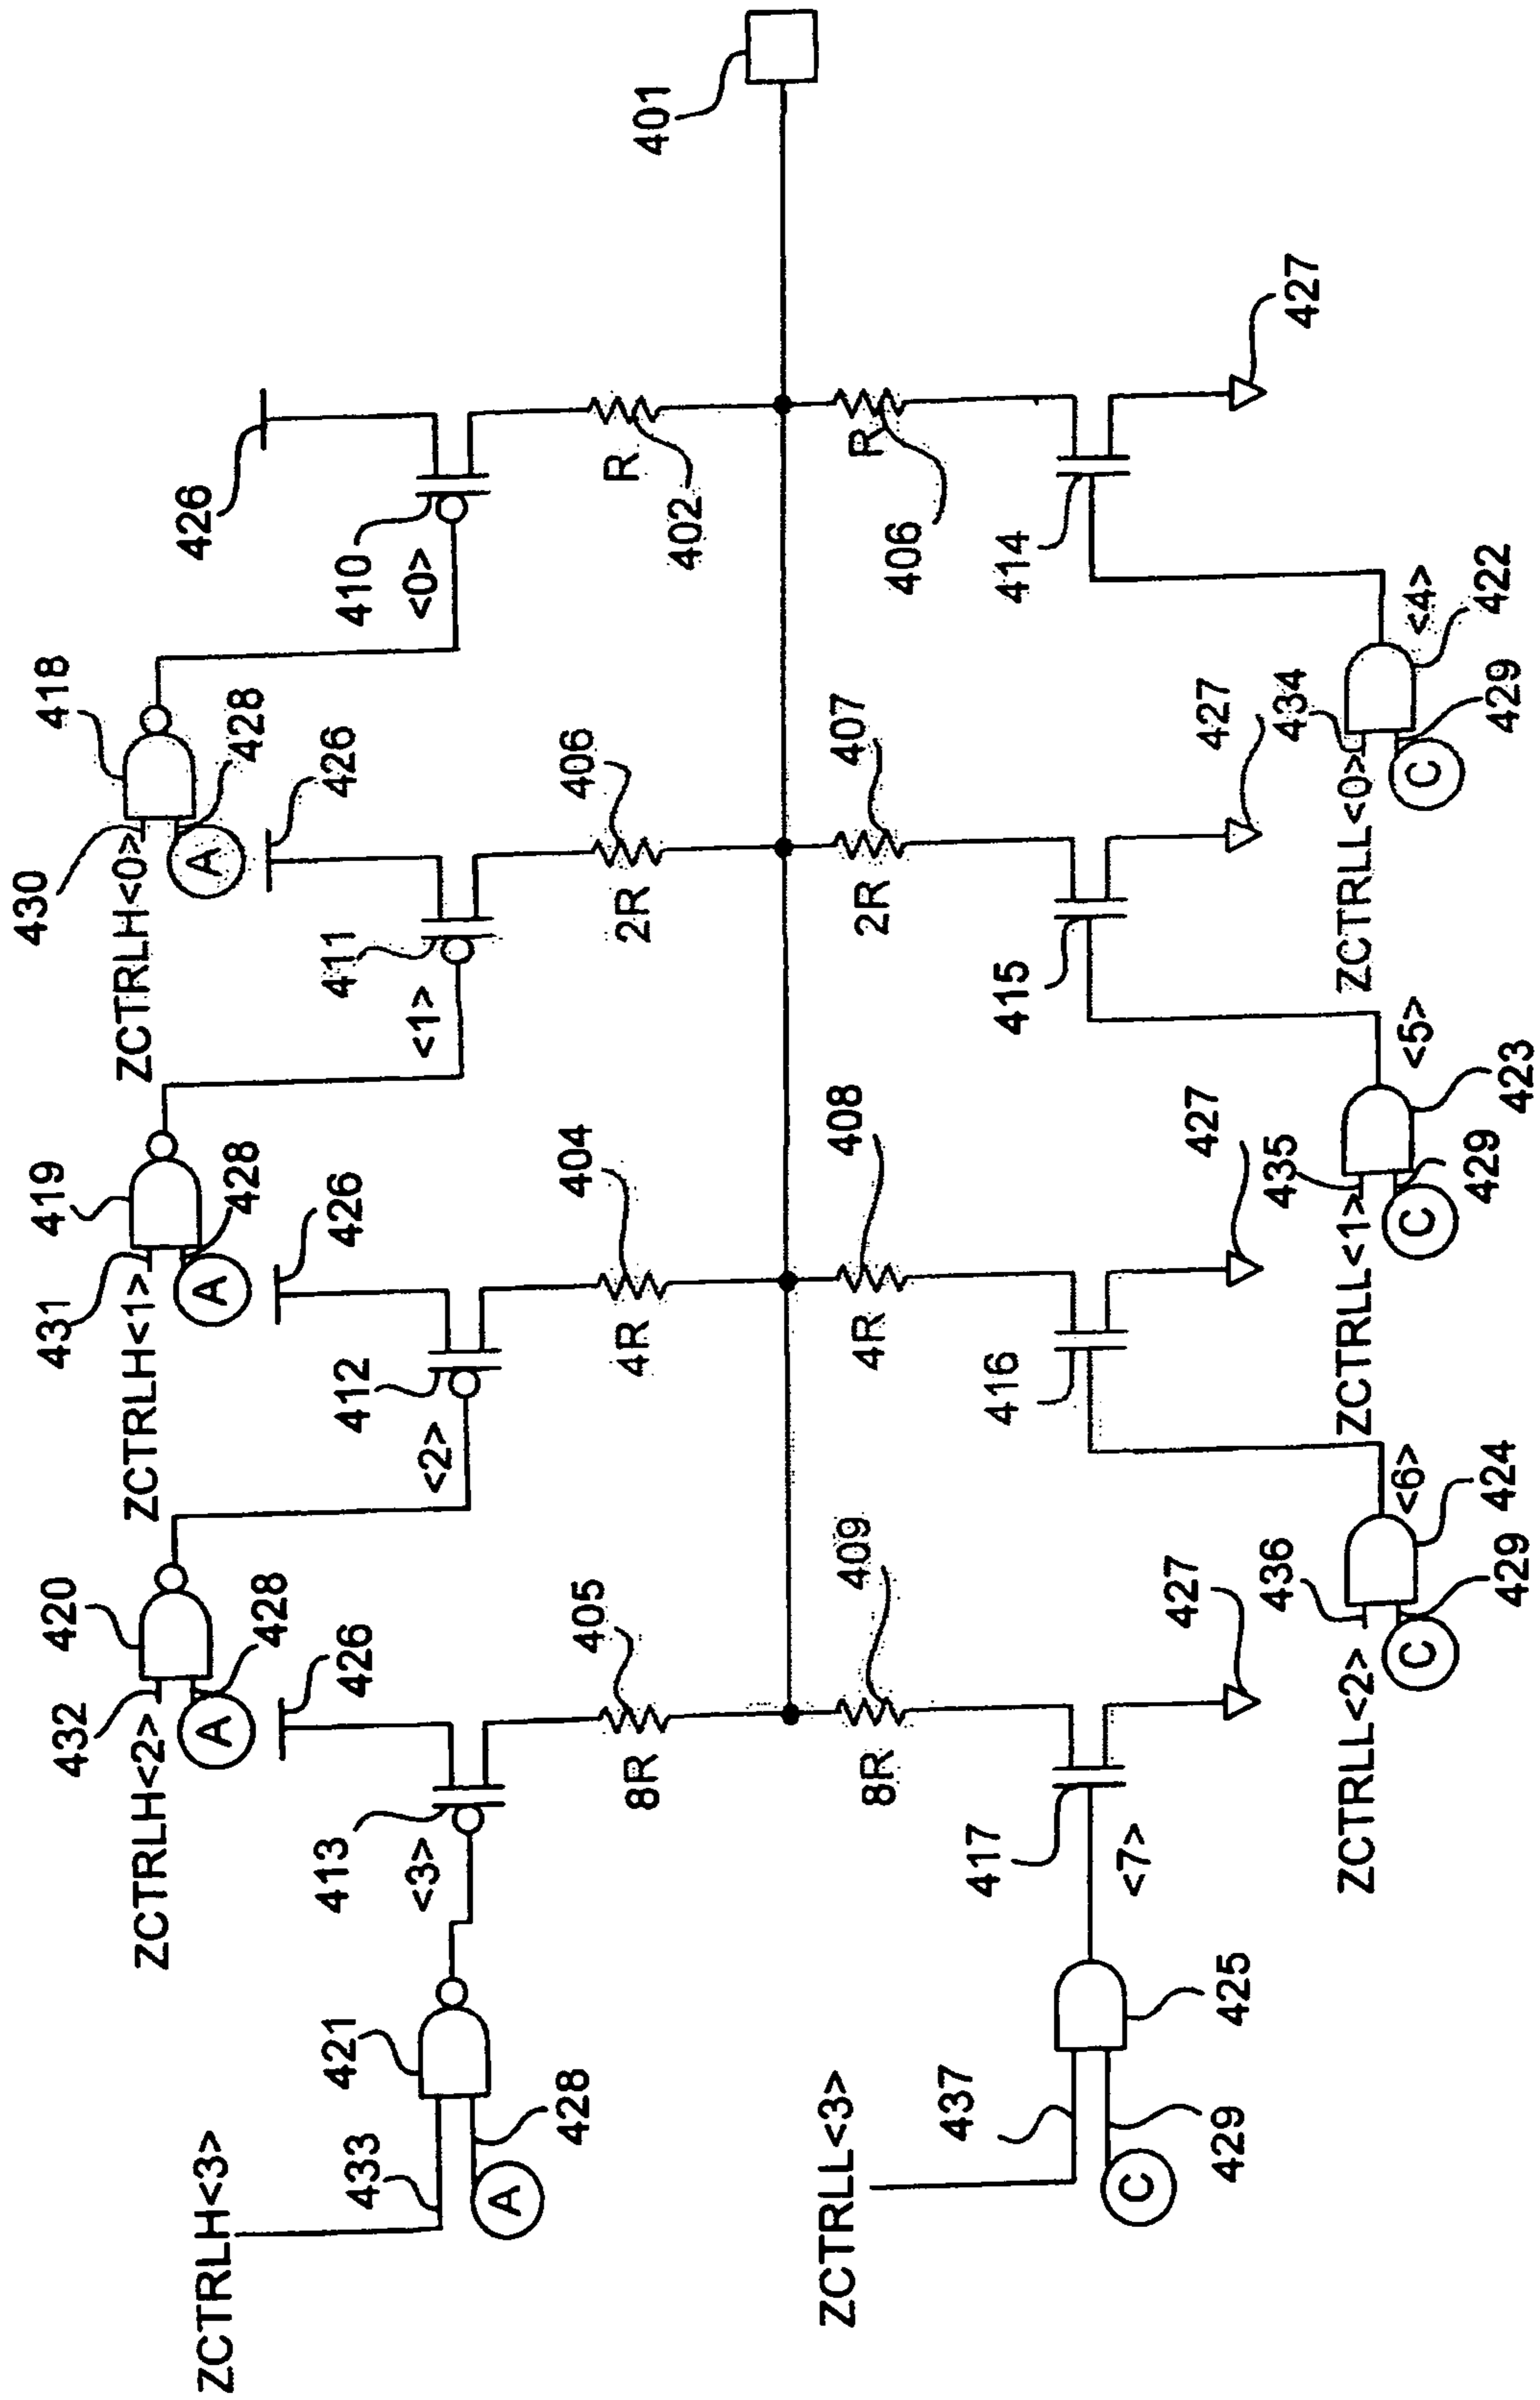 ZCTRLH<3>
433
428
A
421
<3>
413
ZCTRLH<2>
432
A
428
420
426
<2>
412
ZCTRLH<1>
431
A
428
419
426
<1>
411
ZCTRLH<0>
430
A
428
418
426
<0>
410
426
8R
405
4R
404
2R
406
R
402
401
8R
409
4R
408
2R
407
R
406
ZCTRLL<3>
437
429
C
425
<7>
417
427
ZCTRLL<2>
436
C
429
424
<6>
416
427
ZCTRLL<1>
435
C
429
423
<5>
415
427
ZCTRLL<0>
434
C
429
422
<4>
414
427